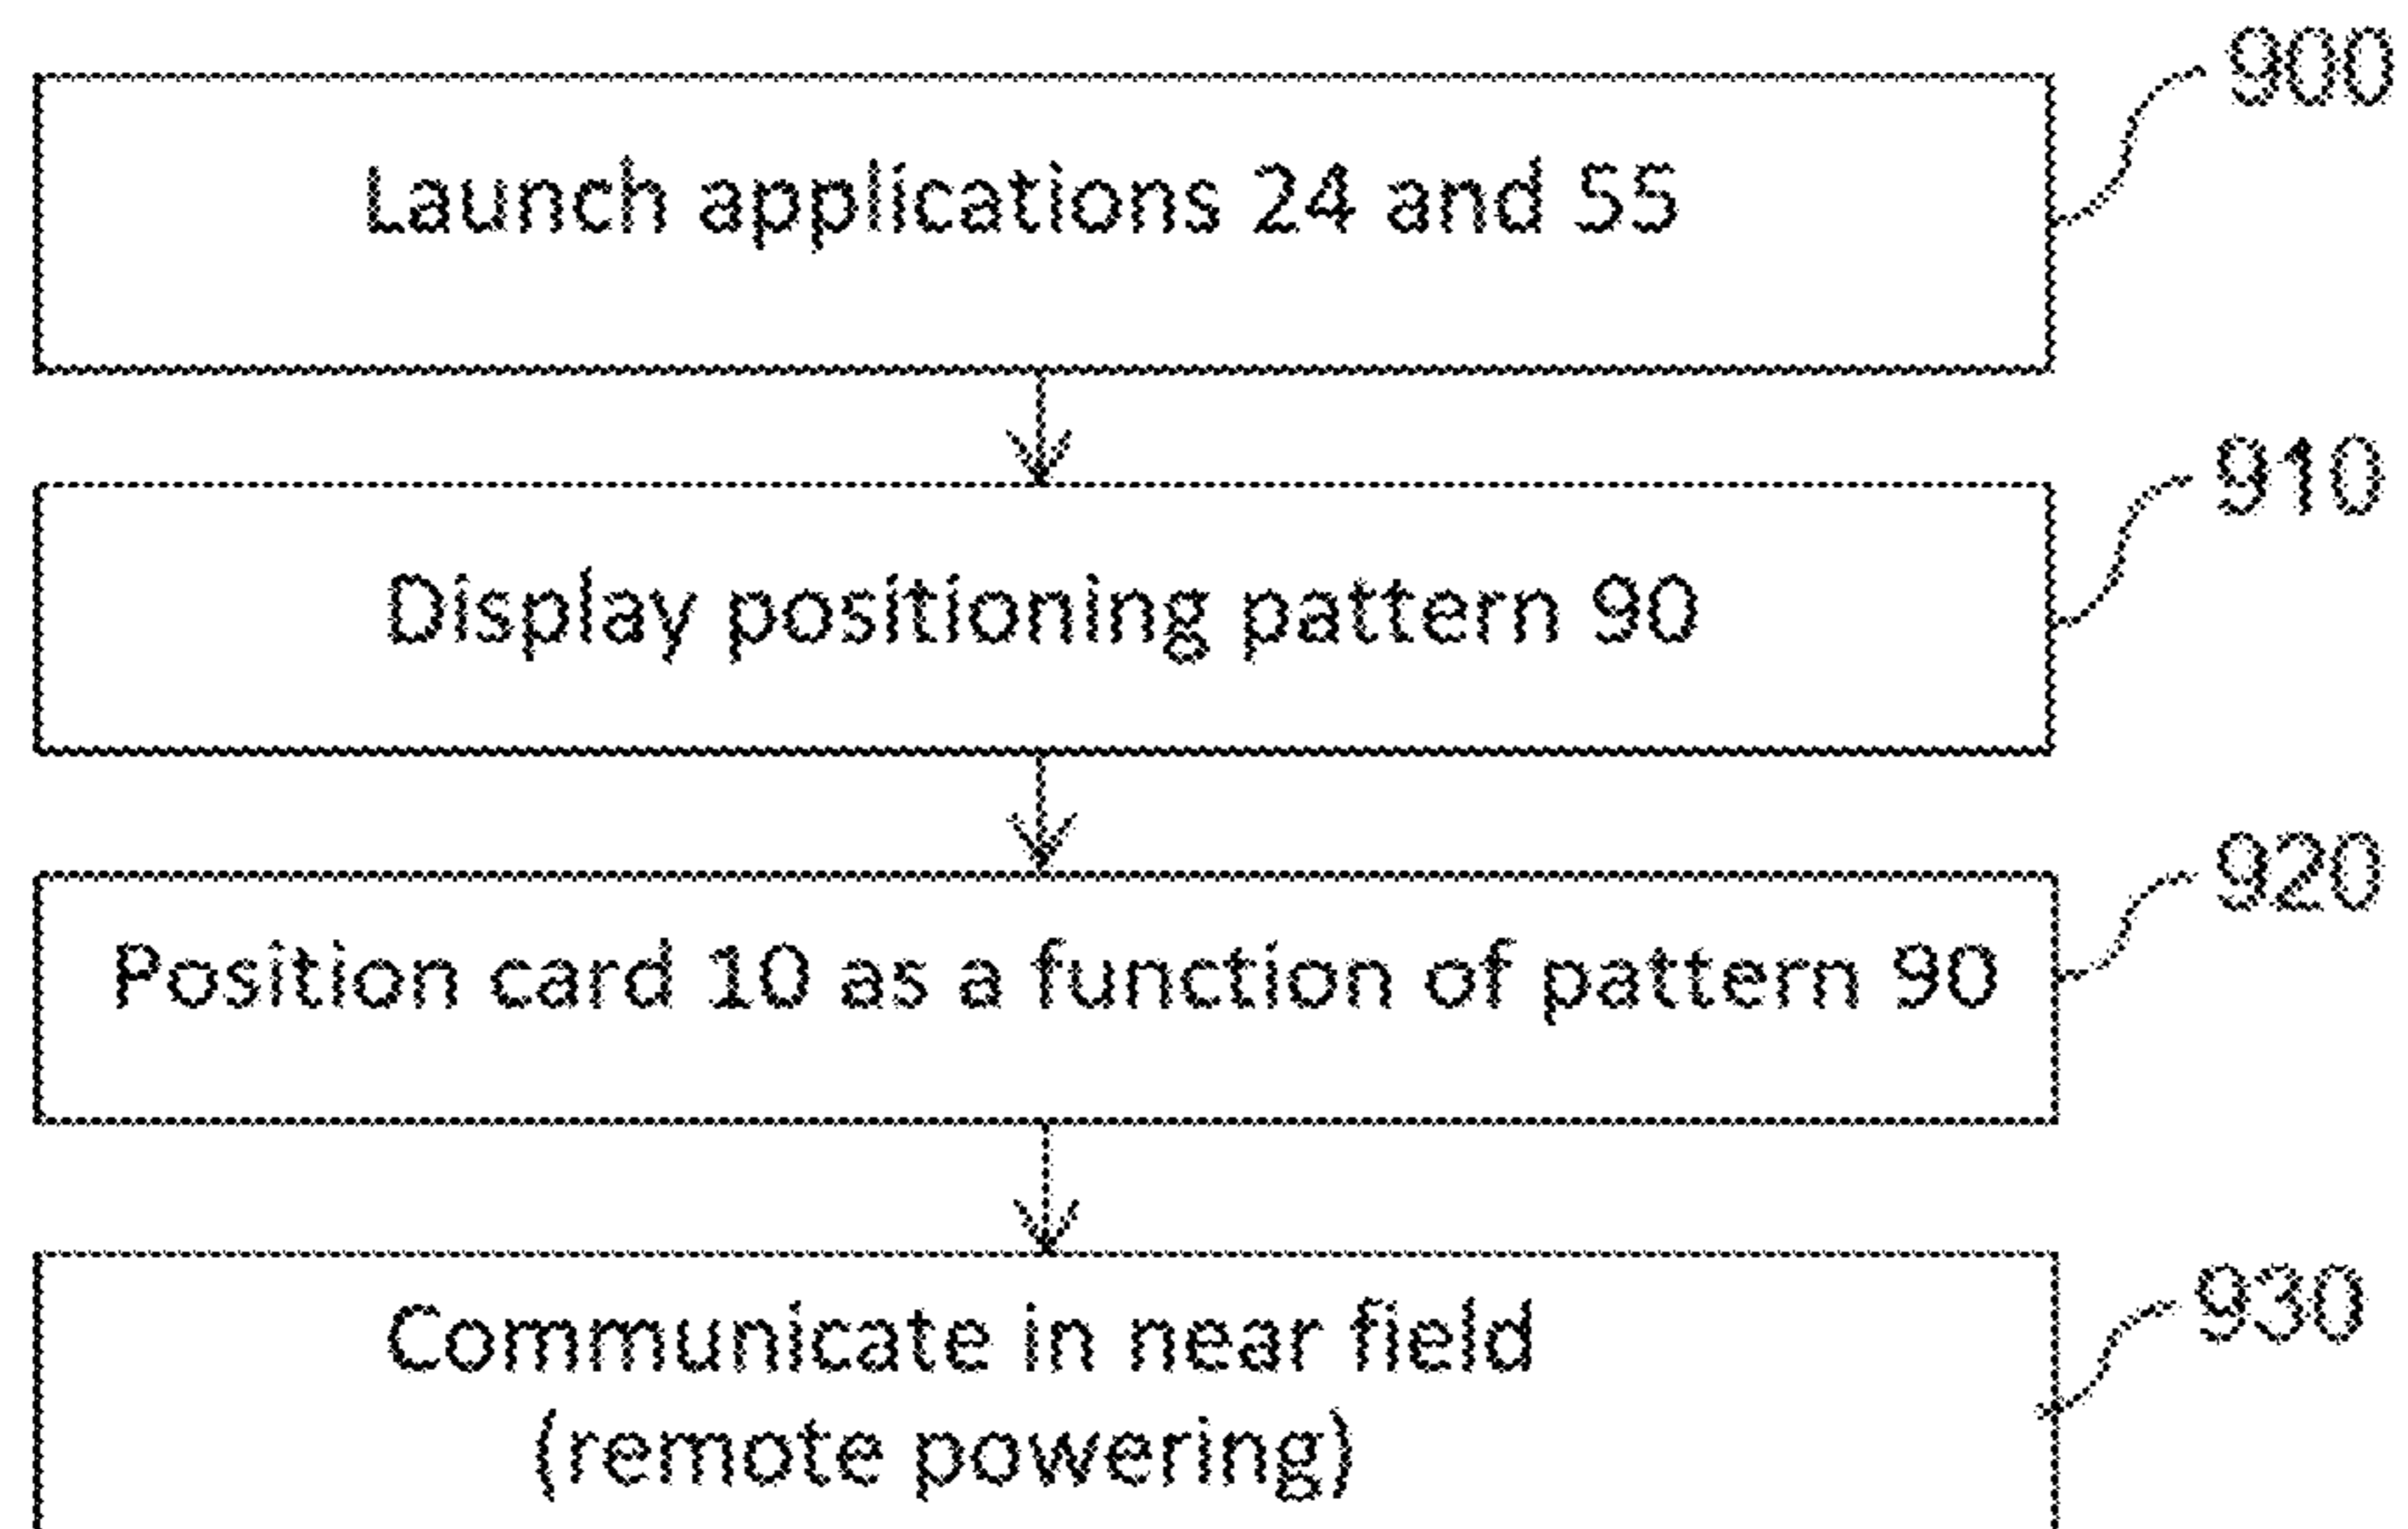 900
Launch applications 24 and 55
910
Display positioning pattern 90
920
Position card 10 as a function of pattern 90
930
Communicate in near field
(remote powering)